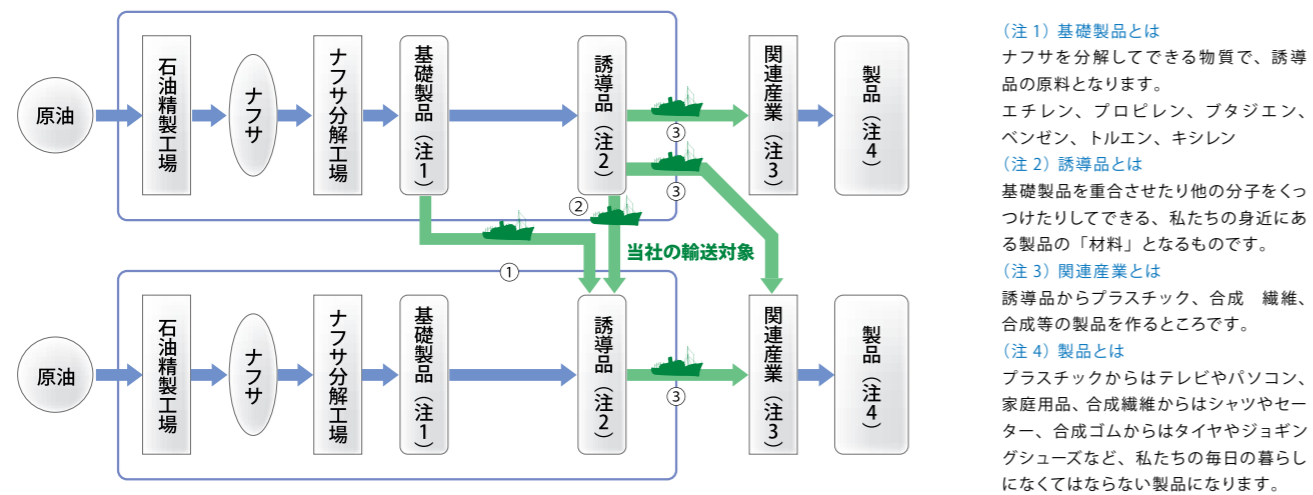 原油
石油精製工場
ナフサ
ナフサ分解工場
基礎製品（注1）
誘導品（注2）
関連産業（注3）
製品（注4）
③
③
②
当社の輸送対象
①
原油
石油精製工場
ナフサ
ナフサ分解工場
基礎製品（注1）
誘導品（注2）
③
関連産業（注3）
製品（注4）
（注 1）基礎製品とは
ナフサを分解してできる物質で、誘導
品の原料となります。
エチレン、プロピレン、ブタジエン、
ベンゼン、トルエン、キシレン
（注 2）誘導品とは
基礎製品を重合させたり他の分子をくっ
つけたりしてできる、私たちの身近にあ
る製品の「材料」となるものです。
（注 3）関連産業とは
誘導品からプラスチック、合成　繊維、
合成等の製品を作るところです。
（注 4）製品とは
プラスチックからはテレビやパソコン、
家庭用品、合成繊維からはシャツやセー
ター、合成ゴムからはタイヤやジョギン
グシューズなど、私たちの毎日の暮らし
になくてはならない製品になります。